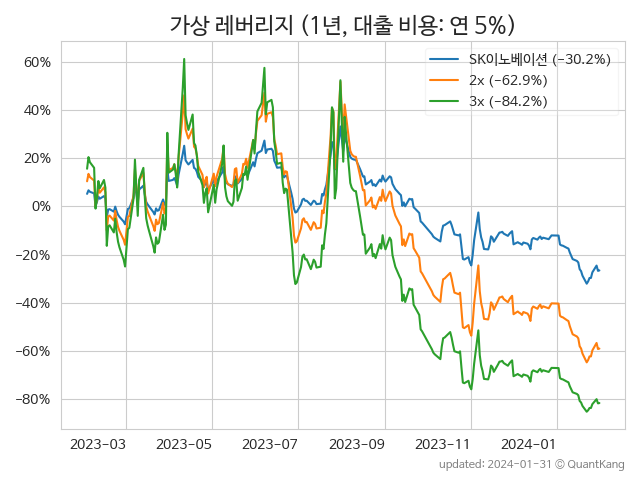 가상 레버리지 (1년, 대출 비용: 연 5%)
SK이노베이션 (−30.2%)
2x (−62.9%)
3x (−84.2%)
60%
40%
20%
0%
−20%
−40%
−60%
−80%
2023-03
2023-05
2023-07
2023-09
2023-11
2024-01
updated: 2024-01-31 © QuantKang